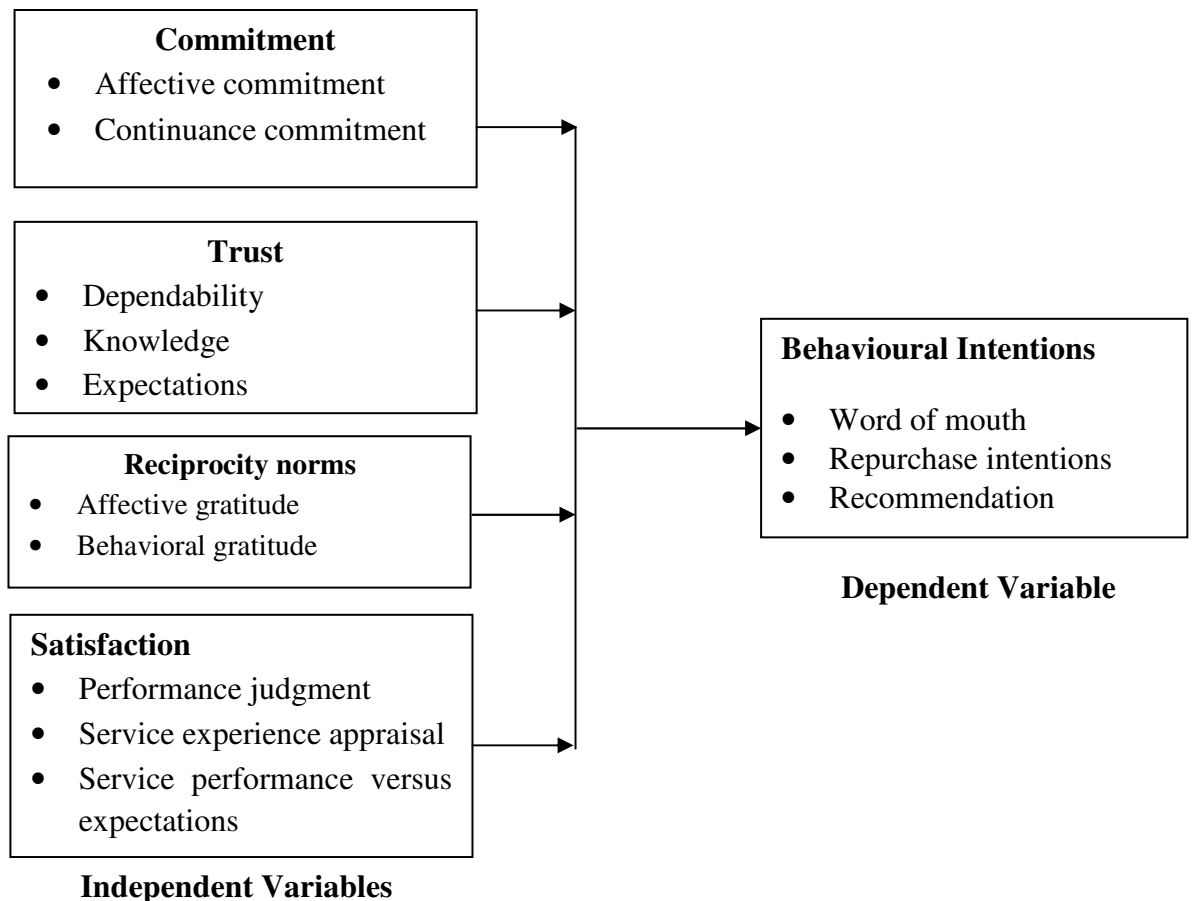 Commitment
• Affective commitment
• Continuance commitment
Trust
• Dependability
• Knowledge
• Expectations
Reciprocity norms
• Affective gratitude
• Behavioral gratitude
Satisfaction
• Performance judgment
• Service experience appraisal
• Service performance versus
expectations
Independent Variables
Behavioural Intentions
• Word of mouth
• Repurchase intentions
• Recommendation
Dependent Variable